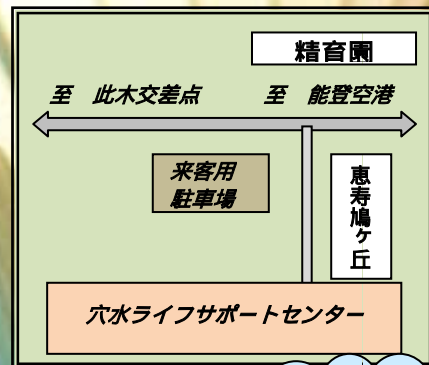 精育園
至　此木交差点　　至　能登空港
来客用
駐車場
恵寿鳩ヶ丘
穴水ライフサポートセンター